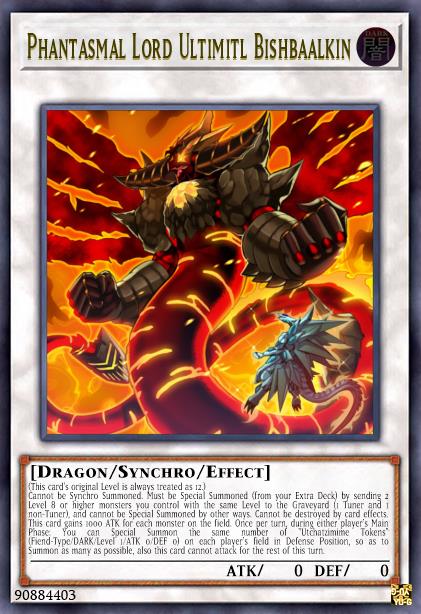 Phantasmal Lord Ultimitl Bishbaalkin
DARK
闇
[Dragon/Synchro/Effect]
(This card's original Level is always treated as 12.)
Cannot be Synchro Summoned. Must be Special Summoned (from your Extra Deck) by sending 2
Level 8 or higher monsters you control with the same Level to the Graveyard (1 Tuner and 1
non-Tuner), and cannot be Special Summoned by other ways. Cannot be destroyed by card effects.
This card gains 1000 ATK for each monster on the field. Once per turn, during either player's Main
Phase: You can Special Summon the same number of "Utchatzimime Tokens"
(Fiend-Type/DARK/Level 1/ATK 0/DEF 0) on each player's field in Defense Position, so as to
Summon as many as possible, also this card cannot attack for the rest of this turn.
ATK/ 0 DEF/ 0
90884403